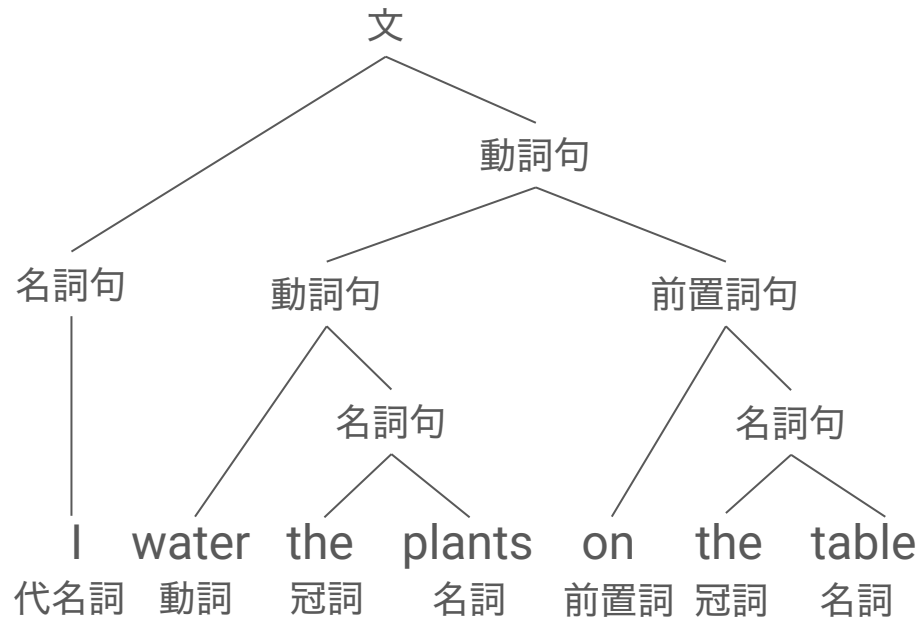 文
動詞句
名詞句 動詞句 前置詞句
名詞句 名詞句
I water the plants on the table
代名詞 動詞 冠詞 名詞 前置詞 冠詞 名詞